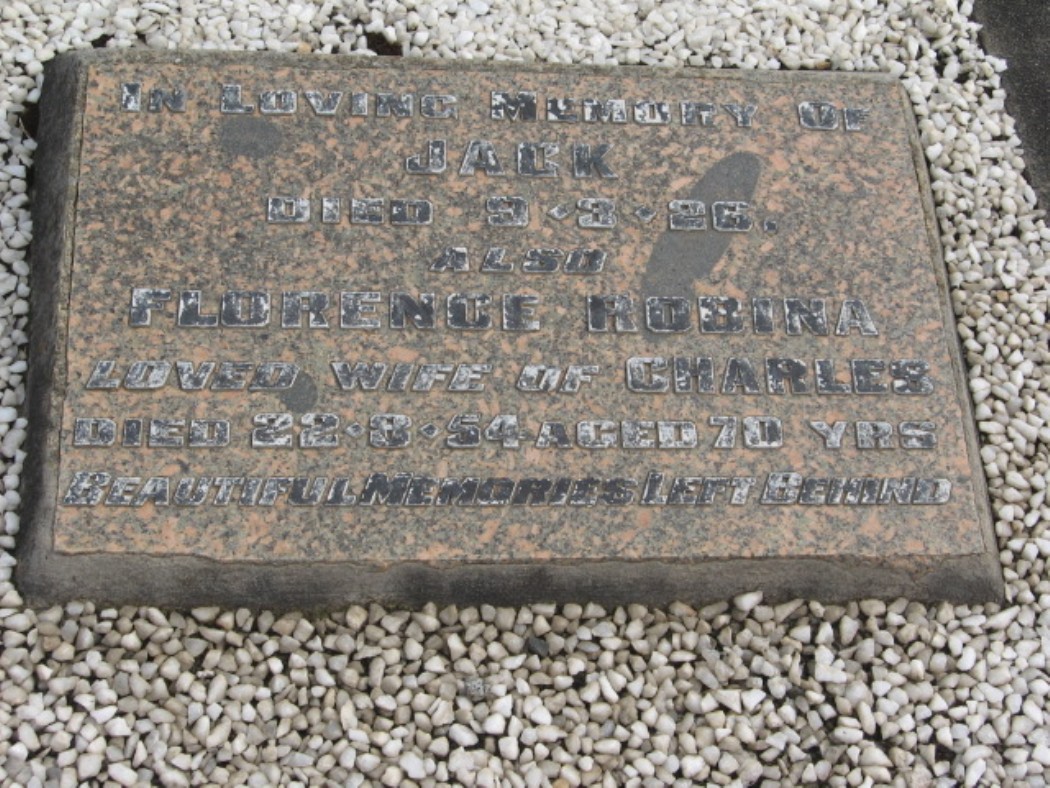 IN LOVING MEMORY OF
JACK
DIED 9·3·26.
ALSO
FLORENCE ROBINA
LOVED WIFE OF CHARLES
DIED 22·8·54 AGED 70 YRS
BEAUTIFUL MEMORIES LEFT BEHIND